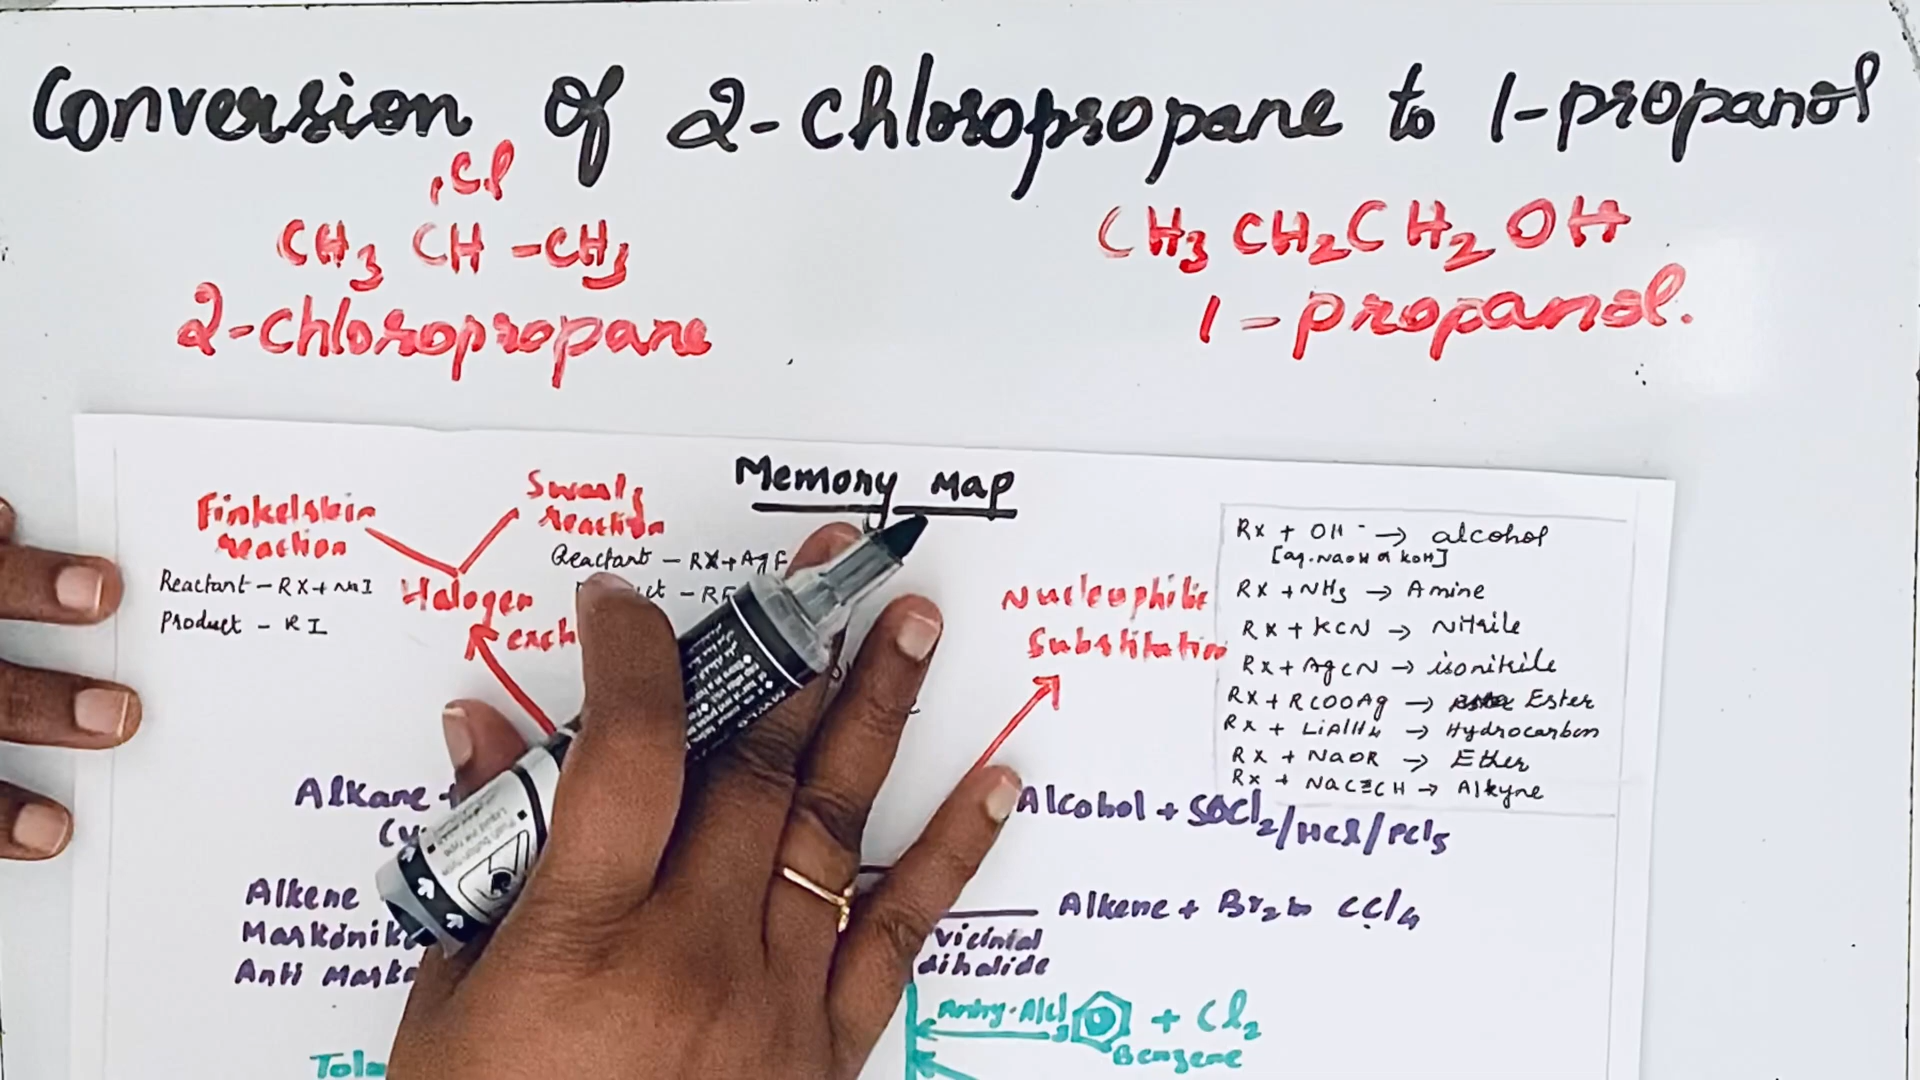 Conversion of 2-chloropropane to 1-propanol
Cl
CH3 CH -CH3
2-chloropropane
CH3 CH2CH2OH
1-propanol.
Memory Map
Finkelstein
reaction
Reactant - RX + NaI
Product - RI
reaction
Reactant - RX + AgF
- RF
Halogen
Nucleophilic
Substitution
RX + OH⁻ → alcohol
[aq. NaOH or KOH]
RX + NH3 → Amine
RX + KCN → Nitrile
RX + AgCN → isonitrile
RX + RCOOAg → Ester
RX + LiAlH4 → Hydrocarbon
RX + NaOR → Ether
RX + NaC≡CH → Alkyne
Alkane +
Alcohol + SOCl2/HCl/PCl5
Alkene
Anti
Alkene + Br2 in CCl4
vicinial
dihalide
Anhy. AlCl3
+ Cl2
Benzene